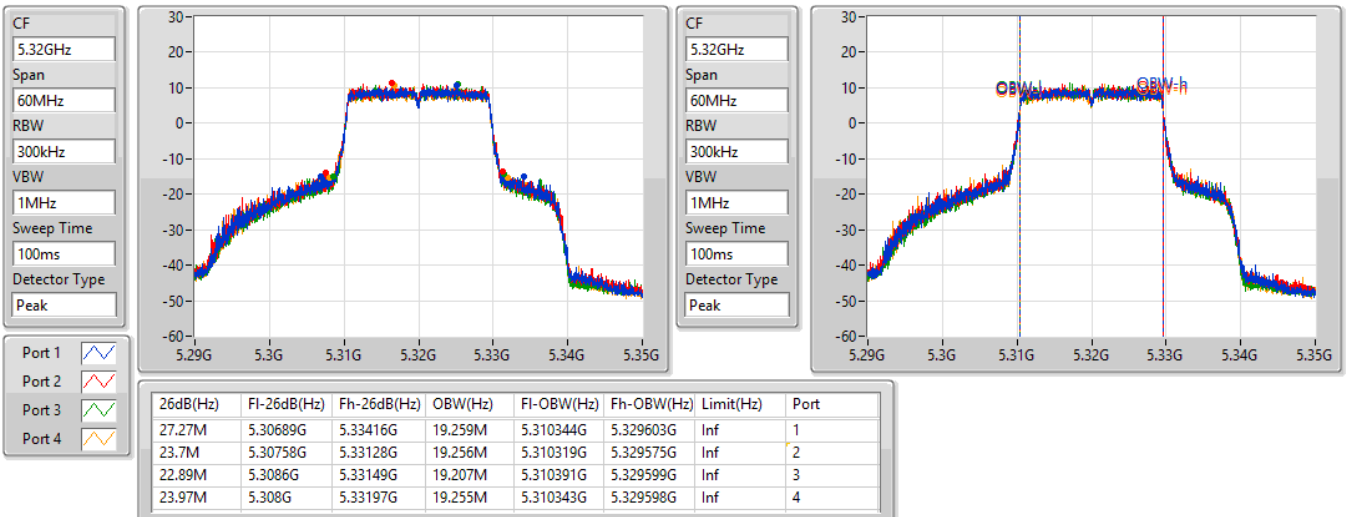 CF
5.32GHz
Span
60MHz
RBW
300kHz
VBW
1MHz
Sweep Time
100ms
Detector Type
Peak
30
20
10
0
-10
-20
-30
-40
-50
-60
5.29G 5.3G 5.31G 5.32G 5.33G 5.34G 5.35G
CF
5.32GHz
Span
60MHz
RBW
300kHz
VBW
1MHz
Sweep Time
100ms
Detector Type
Peak
30
20
10
0
-10
-20
-30
-40
-50
-60
OBW-l OBW-h
5.29G 5.3G 5.31G 5.32G 5.33G 5.34G 5.35G
Port 1
Port 2
Port 3
Port 4
26dB(Hz) Fl-26dB(Hz) Fh-26dB(Hz) OBW(Hz) Fl-OBW(Hz) Fh-OBW(Hz) Limit(Hz) Port
27.27M 5.30689G 5.33416G 19.259M 5.310344G 5.329603G Inf 1
23.7M 5.30758G 5.33128G 19.256M 5.310319G 5.329575G Inf 2
22.89M 5.3086G 5.33149G 19.207M 5.310391G 5.329599G Inf 3
23.97M 5.308G 5.33197G 19.255M 5.310343G 5.329598G Inf 4